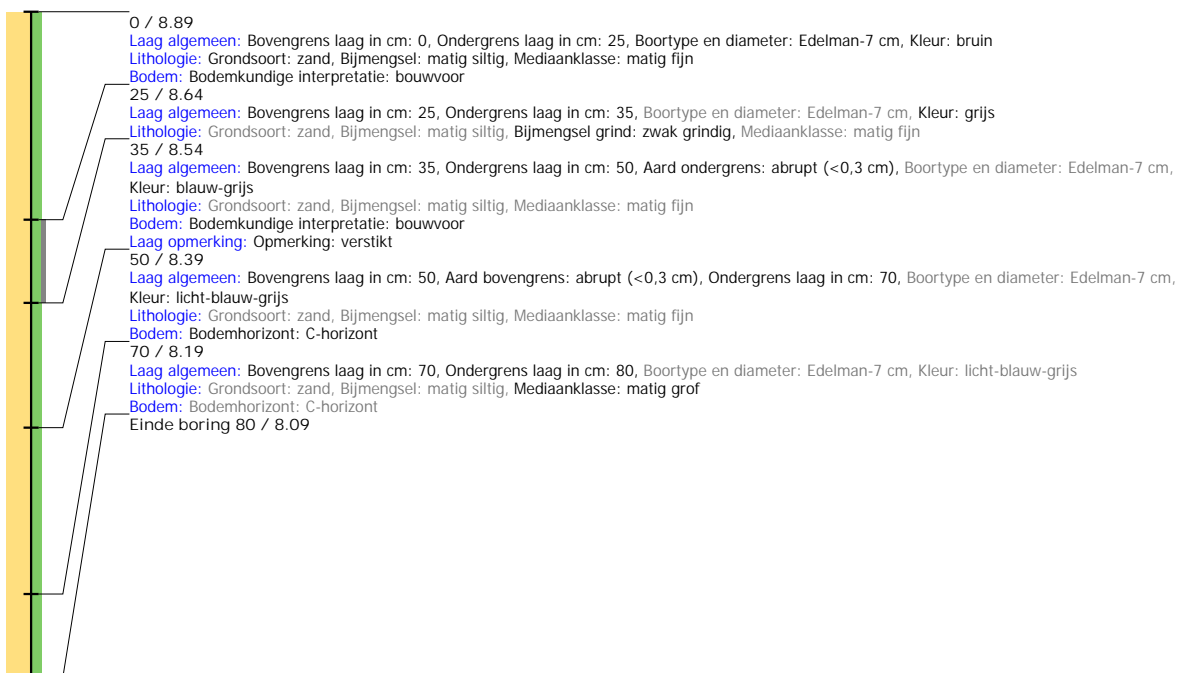 0 / 8.89
Laag algemeen: Bovengrens laag in cm: 0, Ondergrens laag in cm: 25, Boortype en diameter: Edelman-7 cm, Kleur: bruin
Lithologie: Grondsoort: zand, Bijmengsel: matig siltig, Mediaanklasse: matig fijn
Bodem: Bodemkundige interpretatie: bouwvoor
25 / 8.64
Laag algemeen: Bovengrens laag in cm: 25, Ondergrens laag in cm: 35, Boortype en diameter: Edelman-7 cm, Kleur: grijs
Lithologie: Grondsoort: zand, Bijmengsel: matig siltig, Bijmengsel grind: zwak grindig, Mediaanklasse: matig fijn
35 / 8.54
Laag algemeen: Bovengrens laag in cm: 35, Ondergrens laag in cm: 50, Aard ondergrens: abrupt (<0,3 cm), Boortype en diameter: Edelman-7 cm,
Kleur: blauw-grijs
Lithologie: Grondsoort: zand, Bijmengsel: matig siltig, Mediaanklasse: matig fijn
Bodem: Bodemkundige interpretatie: bouwvoor
Laag opmerking: Opmerking: verstikt
50 / 8.39
Laag algemeen: Bovengrens laag in cm: 50, Aard bovengrens: abrupt (<0,3 cm), Ondergrens laag in cm: 70, Boortype en diameter: Edelman-7 cm,
Kleur: licht-blauw-grijs
Lithologie: Grondsoort: zand, Bijmengsel: matig siltig, Mediaanklasse: matig fijn
Bodem: Bodemhorizont: C-horizont
70 / 8.19
Laag algemeen: Bovengrens laag in cm: 70, Ondergrens laag in cm: 80, Boortype en diameter: Edelman-7 cm, Kleur: licht-blauw-grijs
Lithologie: Grondsoort: zand, Bijmengsel: matig siltig, Mediaanklasse: matig grof
Bodem: Bodemhorizont: C-horizont
Einde boring 80 / 8.09